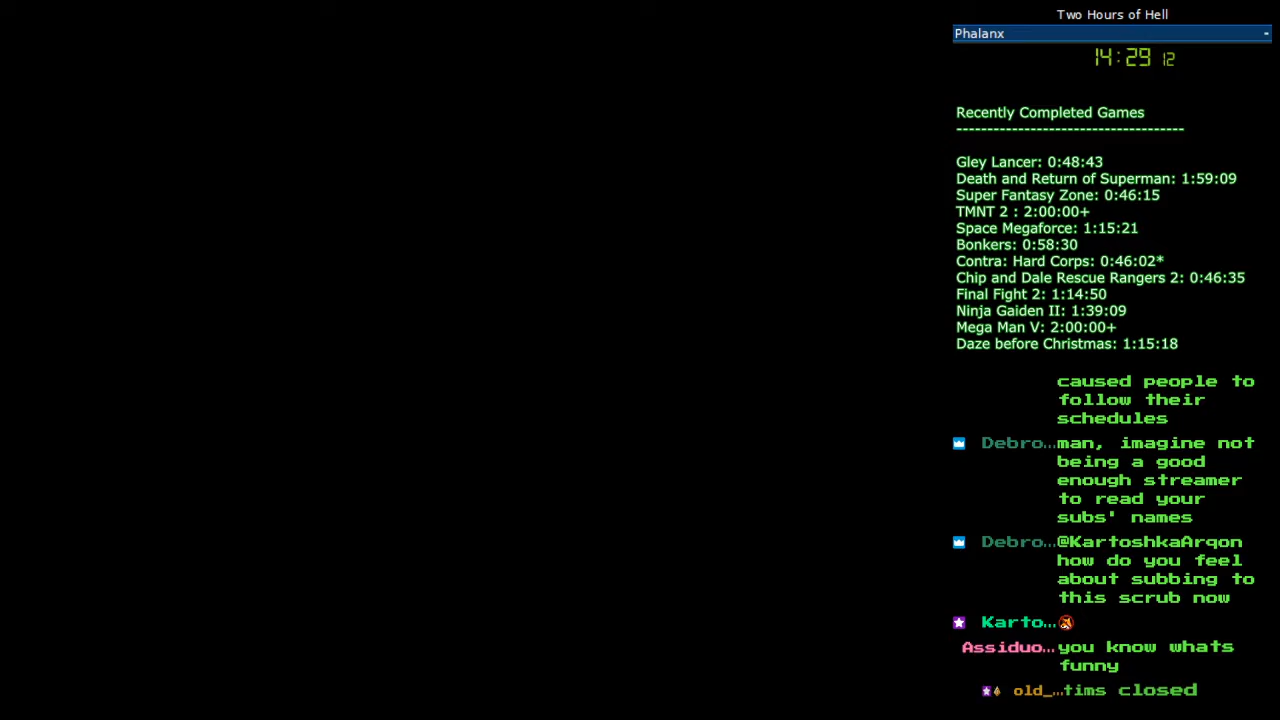 Two Hours of Hell
Phalanx -
14:29 12
Recently Completed Games
-------------------------------------
Gley Lancer: 0:48:43
Death and Return of Superman: 1:59:09
Super Fantasy Zone: 0:46:15
TMNT 2 : 2:00:00+
Space Megaforce: 1:15:21
Bonkers: 0:58:30
Contra: Hard Corps: 0:46:02*
Chip and Dale Rescue Rangers 2: 0:46:35
Final Fight 2: 1:14:50
Ninja Gaiden II: 1:39:09
Mega Man V: 2:00:00+
Daze before Christmas: 1:15:18
caused people to
follow their
schedules
Debro...man, imagine not
being a good
enough streamer
to read your
subs' names
Debro...@KartoshkaArqon
how do you feel
about subbing to
this scrub now
Karto...
Assiduo...you know whats
funny
old_...tims closed